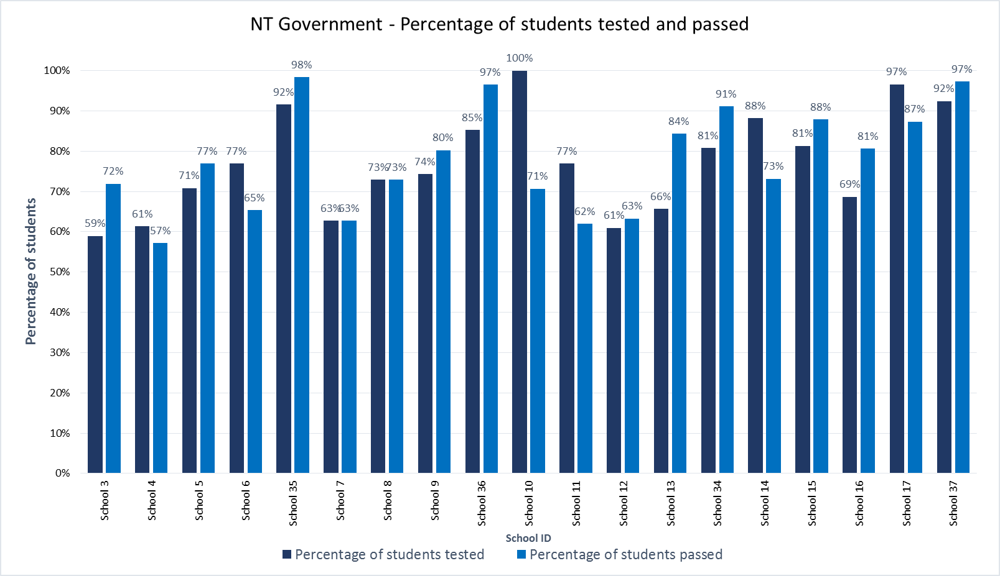 NT Government - Percentage of students tested and passed
Percentage of students
100%
90%
80%
70%
60%
50%
40%
30%
20%
10%
0%
59%
72%
61%
57%
71%
77%
77%
65%
92%
98%
63%
63%
73%
73%
74%
80%
85%
97%
100%
71%
77%
62%
61%
63%
66%
84%
81%
91%
88%
73%
81%
88%
69%
81%
97%
87%
92%
97%
School 3
School 4
School 5
School 6
School 35
School 7
School 8
School 9
School 36
School 10
School 11
School 12
School 13
School 34
School 14
School 15
School 16
School 17
School 37
School ID
Percentage of students tested
Percentage of students passed